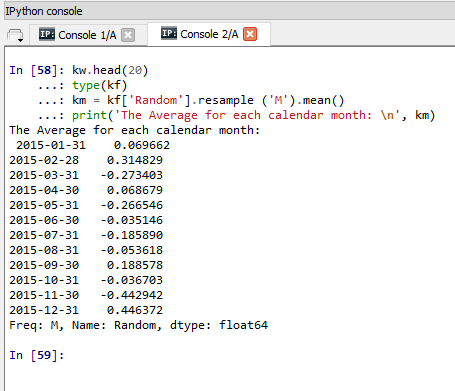 IPython console
IP: Console 1/A
IP: Console 2/A
In [58]: kw.head(20)
    ...: type(kf)
    ...: km = kf['Random'].resample ('M').mean()
    ...: print('The Average for each calendar month: \n', km)
The Average for each calendar month:
 2015-01-31    0.069662
2015-02-28    0.314829
2015-03-31   -0.273403
2015-04-30    0.068679
2015-05-31   -0.266546
2015-06-30   -0.035146
2015-07-31   -0.185890
2015-08-31   -0.053618
2015-09-30    0.188578
2015-10-31   -0.036703
2015-11-30   -0.442942
2015-12-31    0.446372
Freq: M, Name: Random, dtype: float64
In [59]: